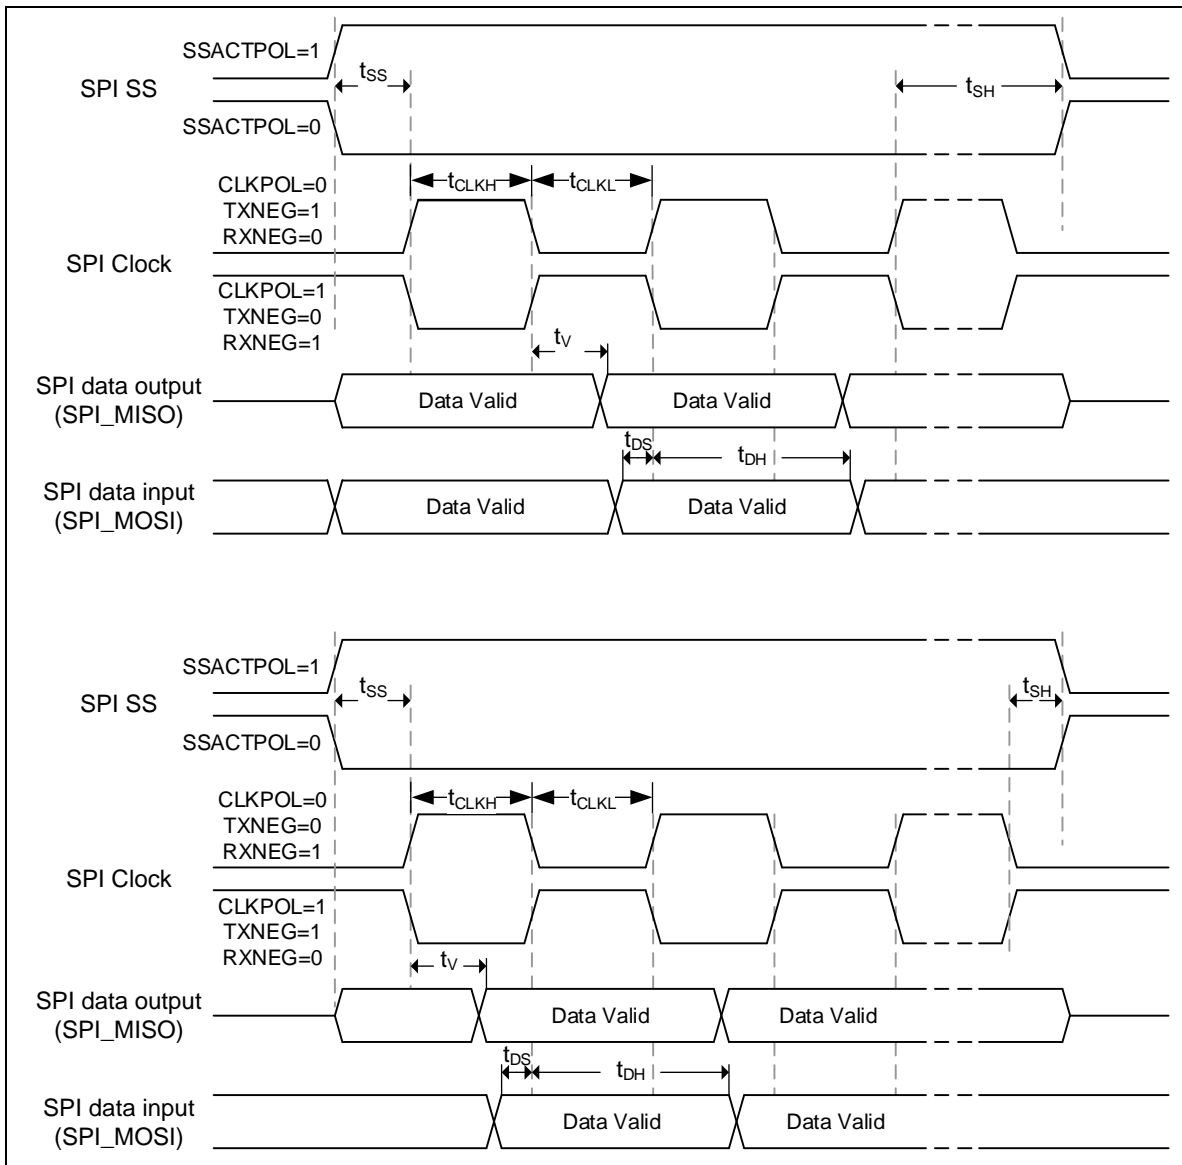 SSACTPOL=1
SPI SS
tSS
tSH
SSACTPOL=0
CLKPOL=0
TXNEG=1
RXNEG=0
tCLKH
tCLKL
SPI Clock
CLKPOL=1
TXNEG=0
RXNEG=1
tV
SPI data output
(SPI_MISO)
Data Valid
Data Valid
tDS
tDH
SPI data input
(SPI_MOSI)
Data Valid
Data Valid
SSACTPOL=1
SPI SS
tSS
tSH
SSACTPOL=0
CLKPOL=0
TXNEG=0
RXNEG=1
tCLKH
tCLKL
SPI Clock
CLKPOL=1
TXNEG=1
RXNEG=0
tV
SPI data output
(SPI_MISO)
Data Valid
Data Valid
tDS
tDH
SPI data input
(SPI_MOSI)
Data Valid
Data Valid